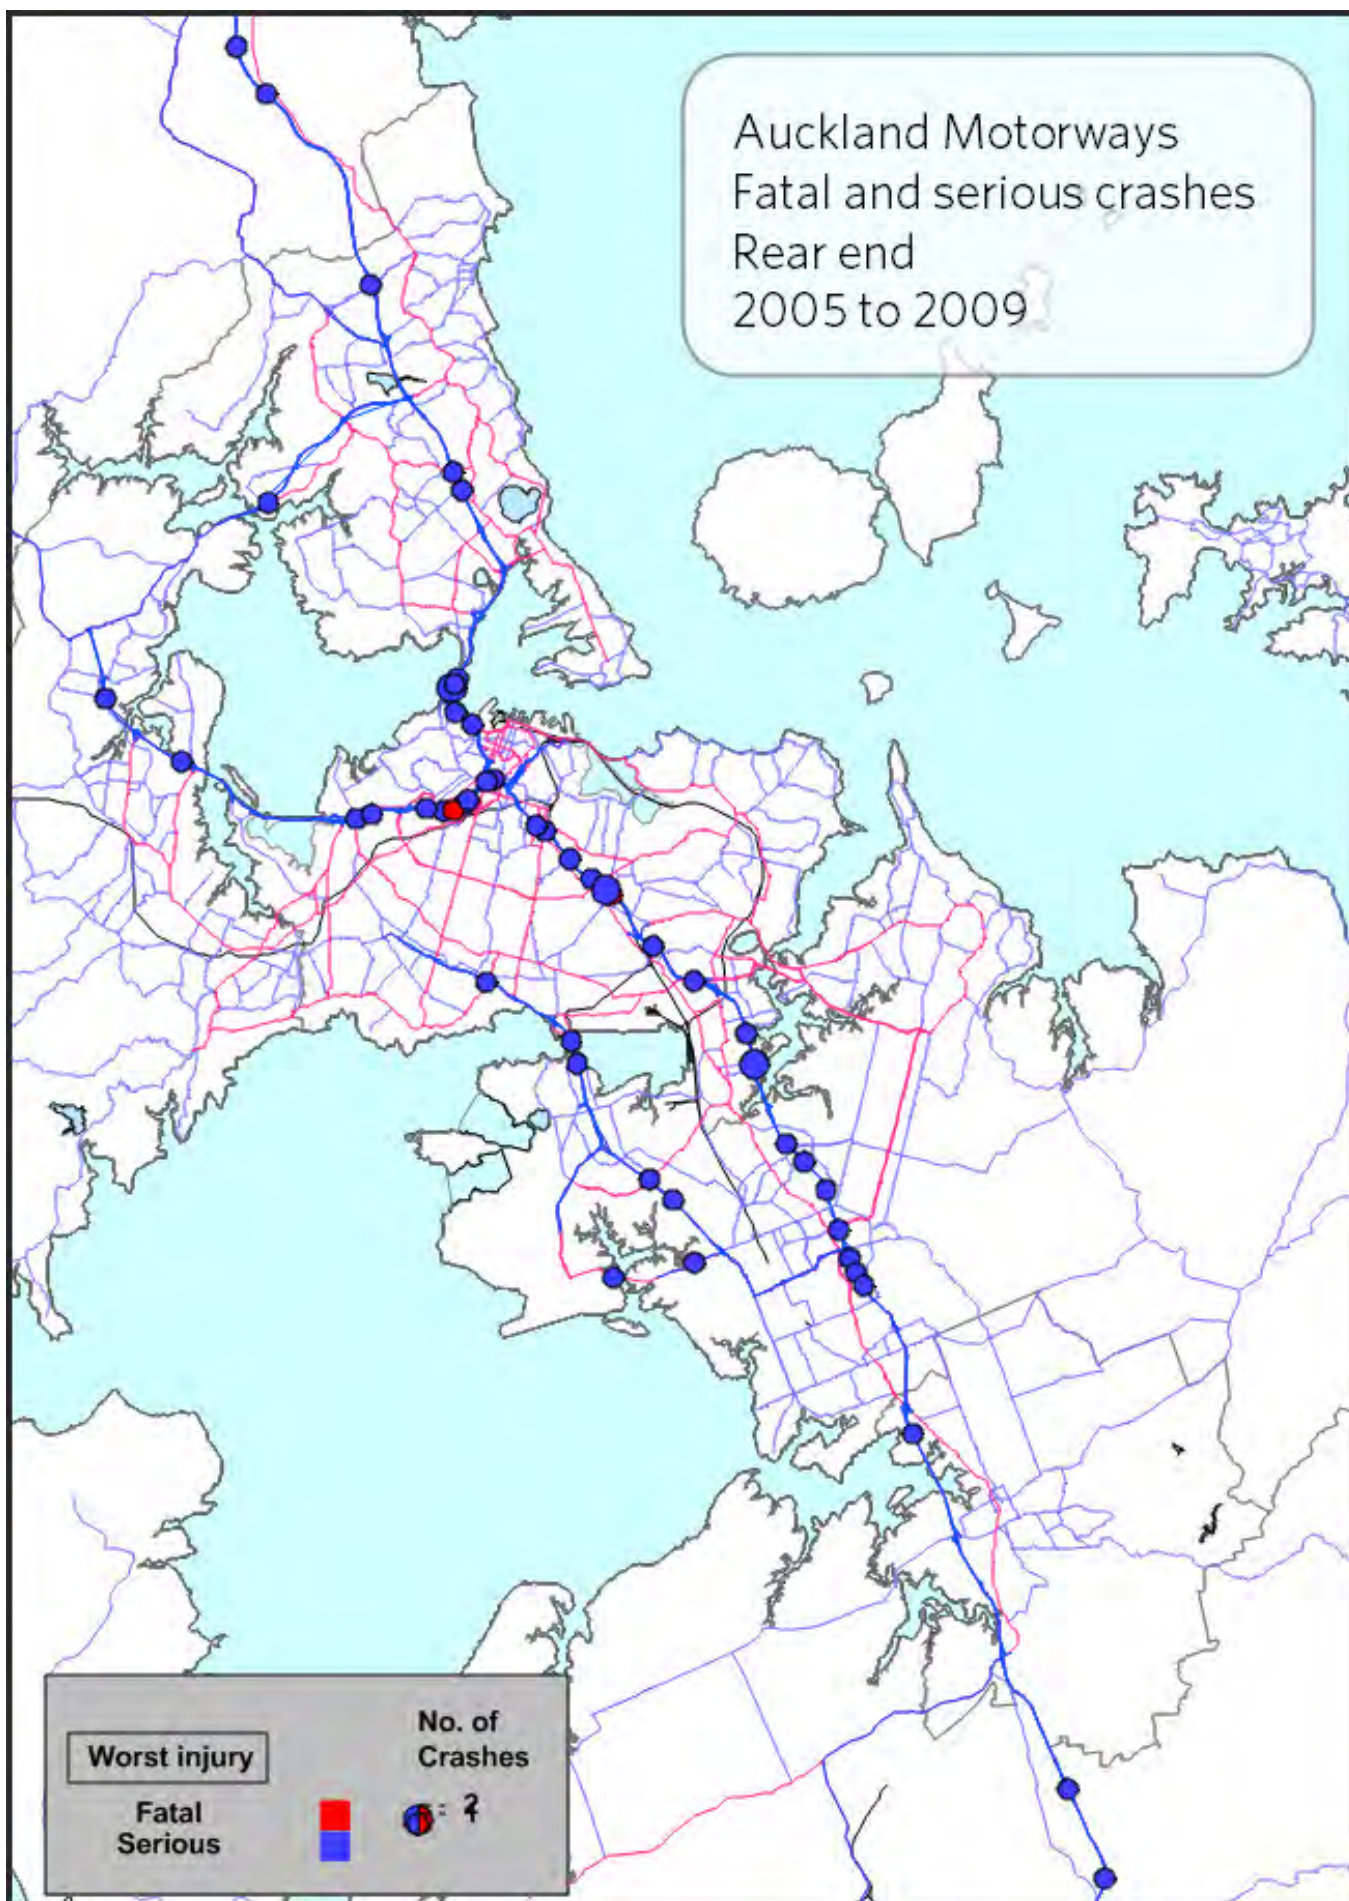 Auckland Motorways
Fatal and serious crashes
Rear end
2005 to 2009
No. of
Crashes
Worst injury
Fatal
Serious